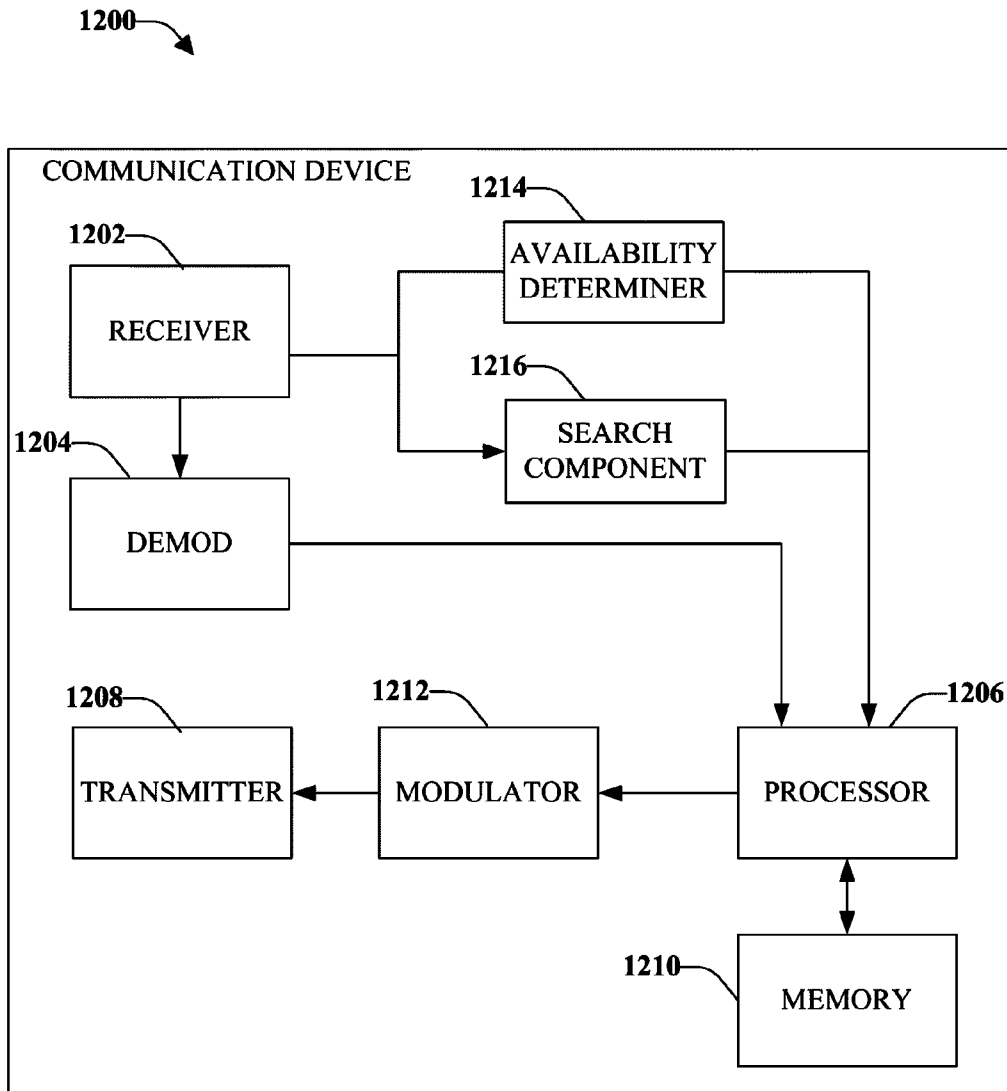 1200
COMMUNICATION DEVICE
1214
1202
AVAILABILITY
DETERMINER
RECEIVER
1216
1204
SEARCH
COMPONENT
DEMOD
1208
1212
1206
TRANSMITTER
MODULATOR
PROCESSOR
1210
MEMORY